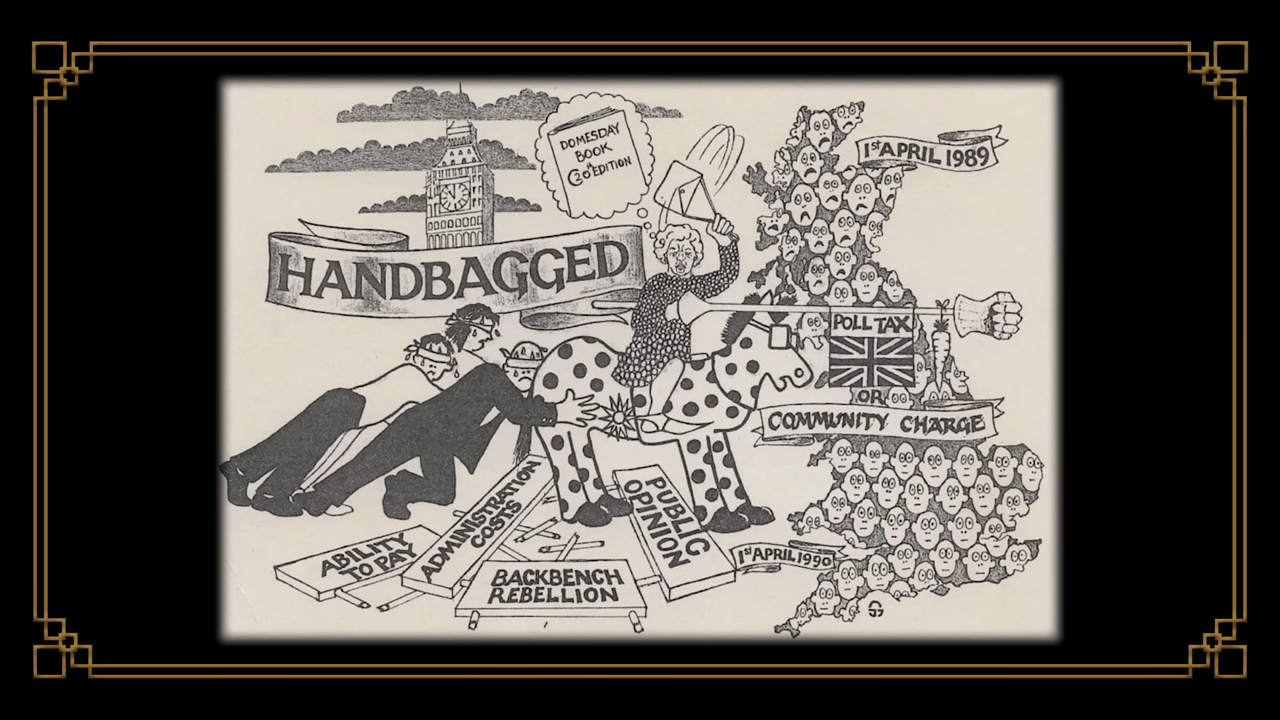 DOMESDAY
BOOK
C20th EDITION
1st APRIL 1989
HANDBAGGED
POLL TAX
OR
COMMUNITY CHARGE
ABILITY
TO PAY
ADMINISTRATION
COSTS
BACKBENCH
REBELLION
PUBLIC
OPINION
1st APRIL 1990